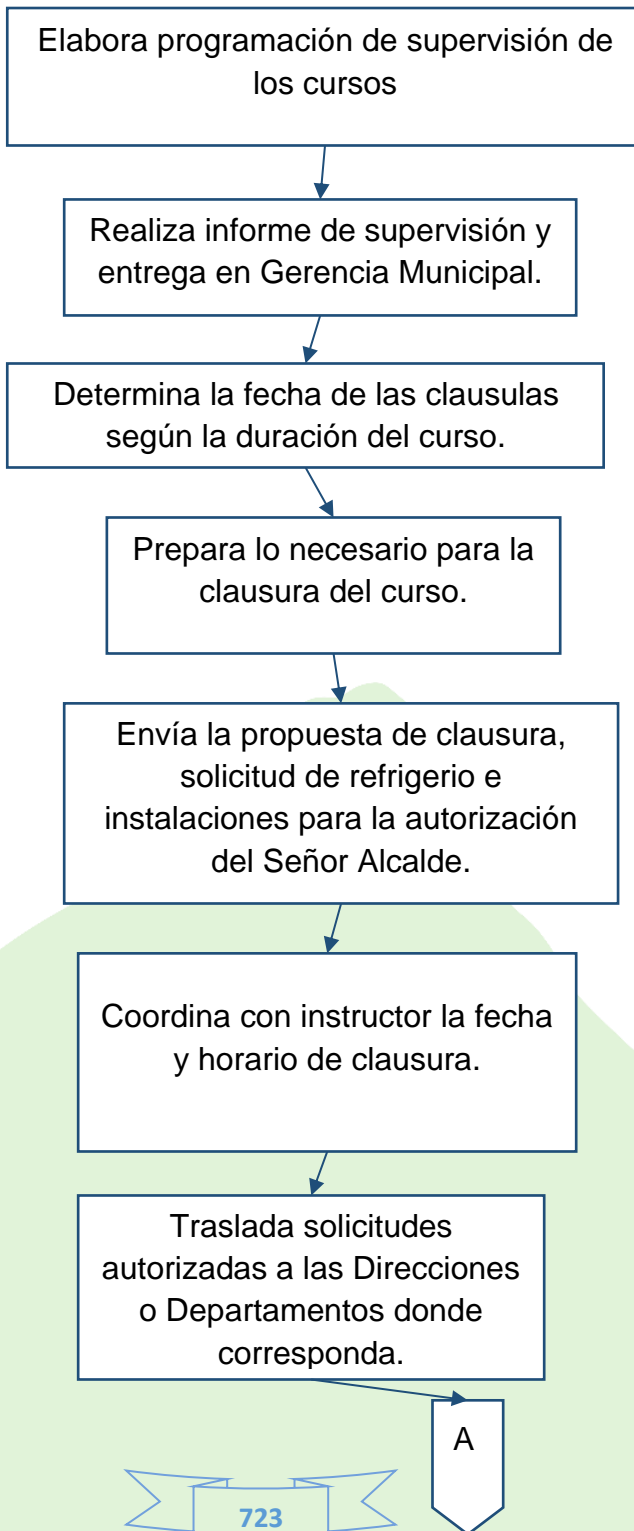 Elabora programación de supervisión de
los cursos
Realiza informe de supervisión y
entrega en Gerencia Municipal.
Determina la fecha de las clausulas
según la duración del curso.
Prepara lo necesario para la
clausura del curso.
Envía la propuesta de clausura,
solicitud de refrigerio e
instalaciones para la autorización
del Señor Alcalde.
Coordina con instructor la fecha
y horario de clausura.
Traslada solicitudes
autorizadas a las Direcciones
o Departamentos donde
corresponda.
A
723